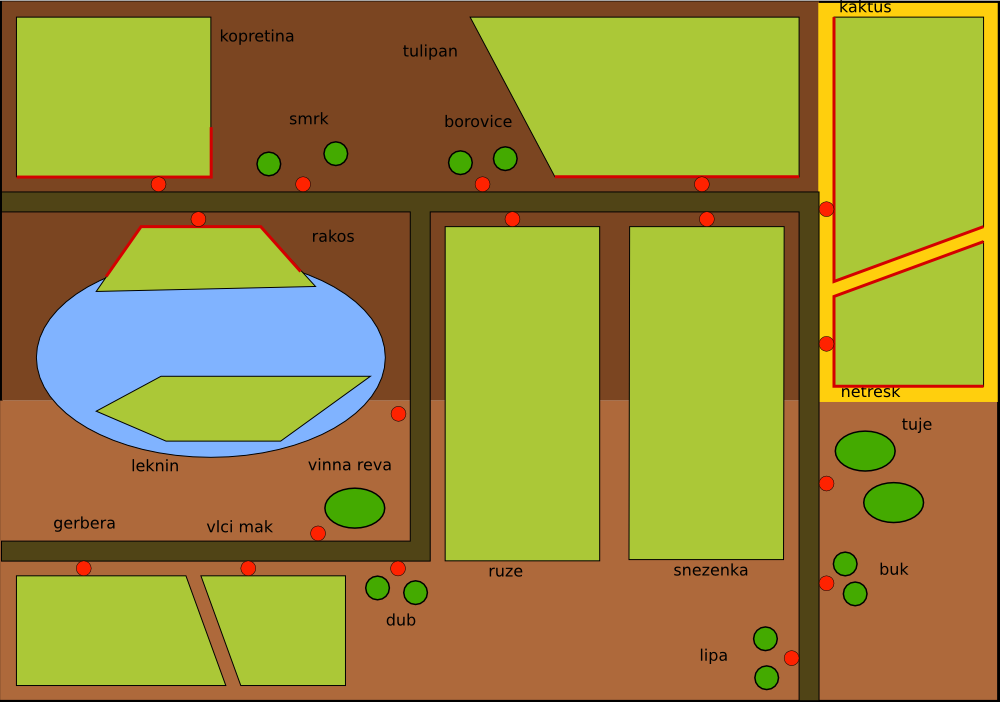 kaktus
kopretina
tulipan
smrk
borovice
rakos
netresk
tuje
leknin
vinna reva
gerbera
vlci mak
ruze
snezenka
buk
dub
lipa